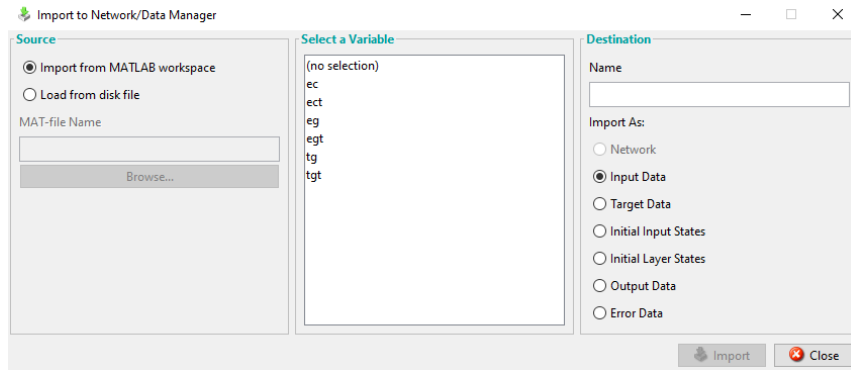 Import to Network/Data Manager
Source
Import from MATLAB workspace
Load from disk file
MAT-file Name
Browse...
Select a Variable
(no selection)
ec
ect
eg
egt
tg
tgt
Destination
Name
Import As:
Network
Input Data
Target Data
Initial Input States
Initial Layer States
Output Data
Error Data
Import
Close